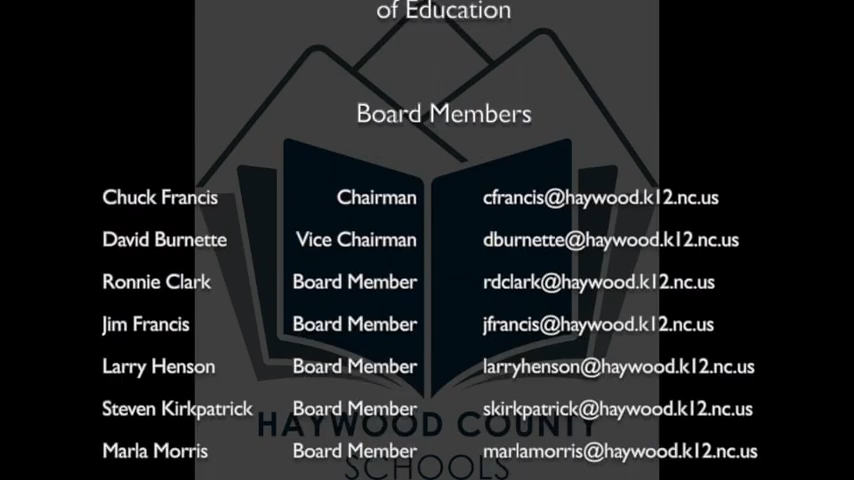 of Education
Board Members
Chuck Francis Chairman cfrancis@haywood.k12.nc.us
David Burnette Vice Chairman dburnette@haywood.k12.nc.us
Ronnie Clark Board Member rdclark@haywood.k12.nc.us
Jim Francis Board Member jfrancis@haywood.k12.nc.us
Larry Henson Board Member larryhenson@haywood.k12.nc.us
Steven Kirkpatrick Board Member skirkpatrick@haywood.k12.nc.us
HAYWOOD COUNTY
Marla Morris Board Member marlamorris@haywood.k12.nc.us
SCHOOLS